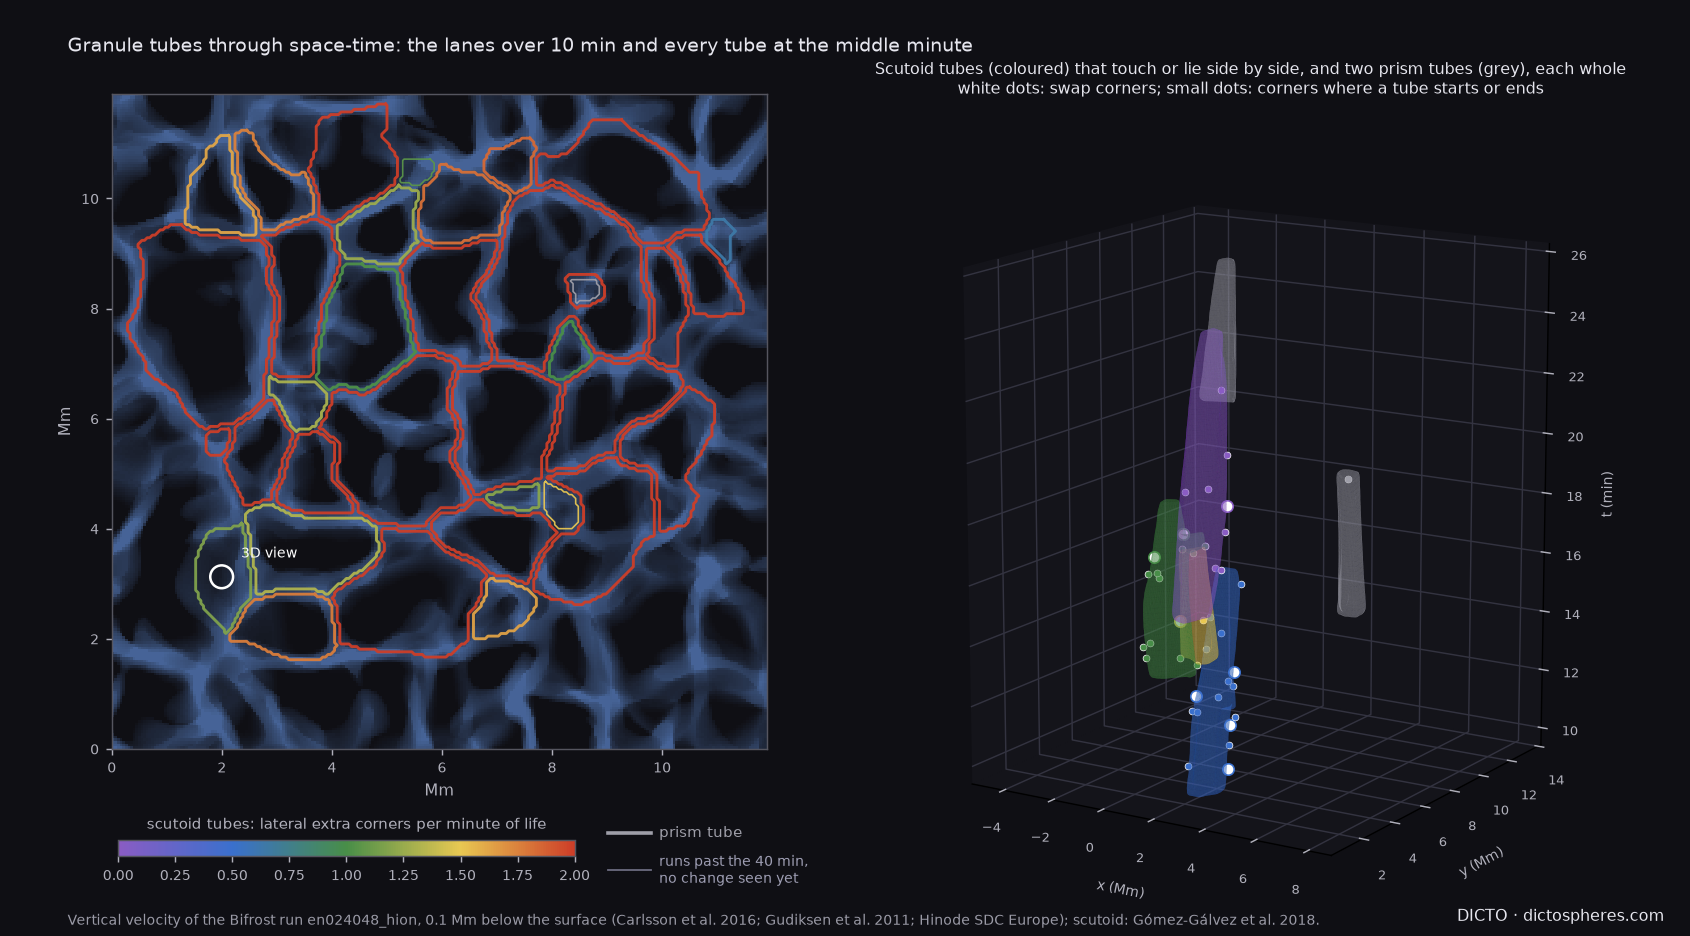 Granule tubes through space-time: the lanes over 10 min and every tube at the middle minute
Scutoid tubes (coloured) that touch or lie side by side, and two prism tubes (grey), each whole
white dots: swap corners; small dots: corners where a tube starts or ends
10
8
6
4
2
0
Mm
3D view
0
2
4
6
8
10
Mm
26
24
22
20
18
16
14
12
10
t (min)
−4
−2
0
2
4
6
8
x (Mm)
2
4
6
8
10
12
14
y (Mm)
scutoid tubes: lateral extra corners per minute of life
0.00
0.25
0.50
0.75
1.00
1.25
1.50
1.75
2.00
prism tube
runs past the 40 min,
no change seen yet
Vertical velocity of the Bifrost run en024048_hion, 0.1 Mm below the surface (Carlsson et al. 2016; Gudiksen et al. 2011; Hinode SDC Europe); scutoid: Gómez-Gálvez et al. 2018.
DICTO · dictospheres.com